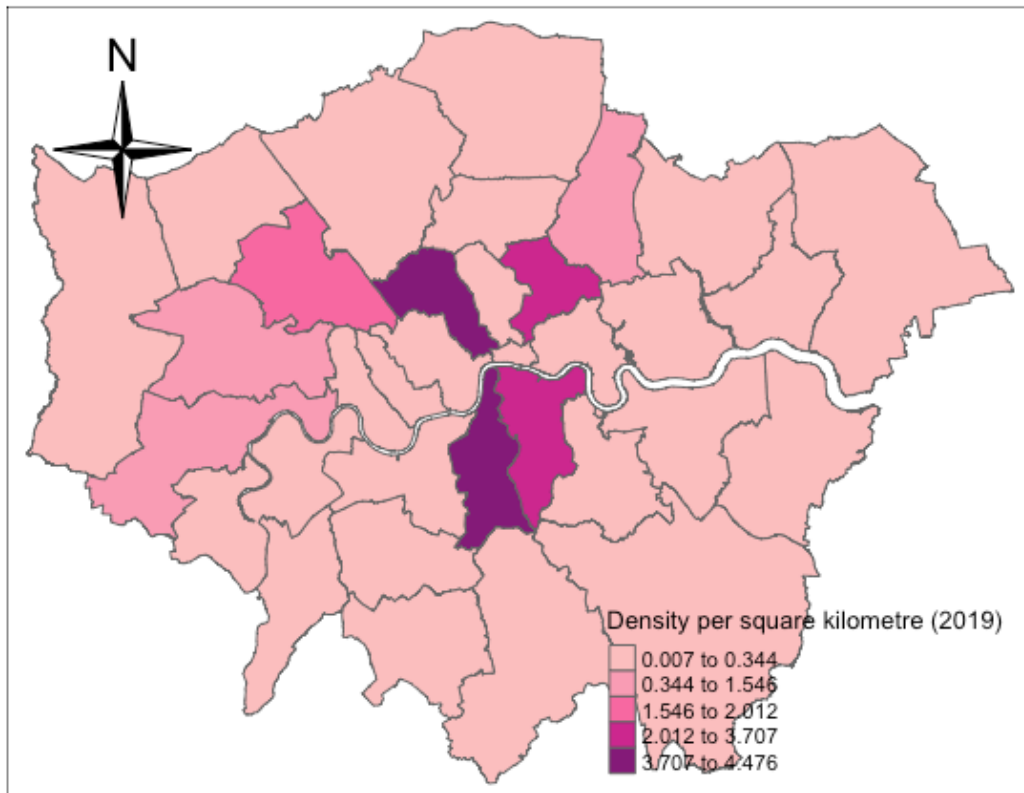 N
Density per square kilometre (2019)
0.007 to 0.344
0.344 to 1.546
1.546 to 2.012
2.012 to 3.707
3.707 to 4.476